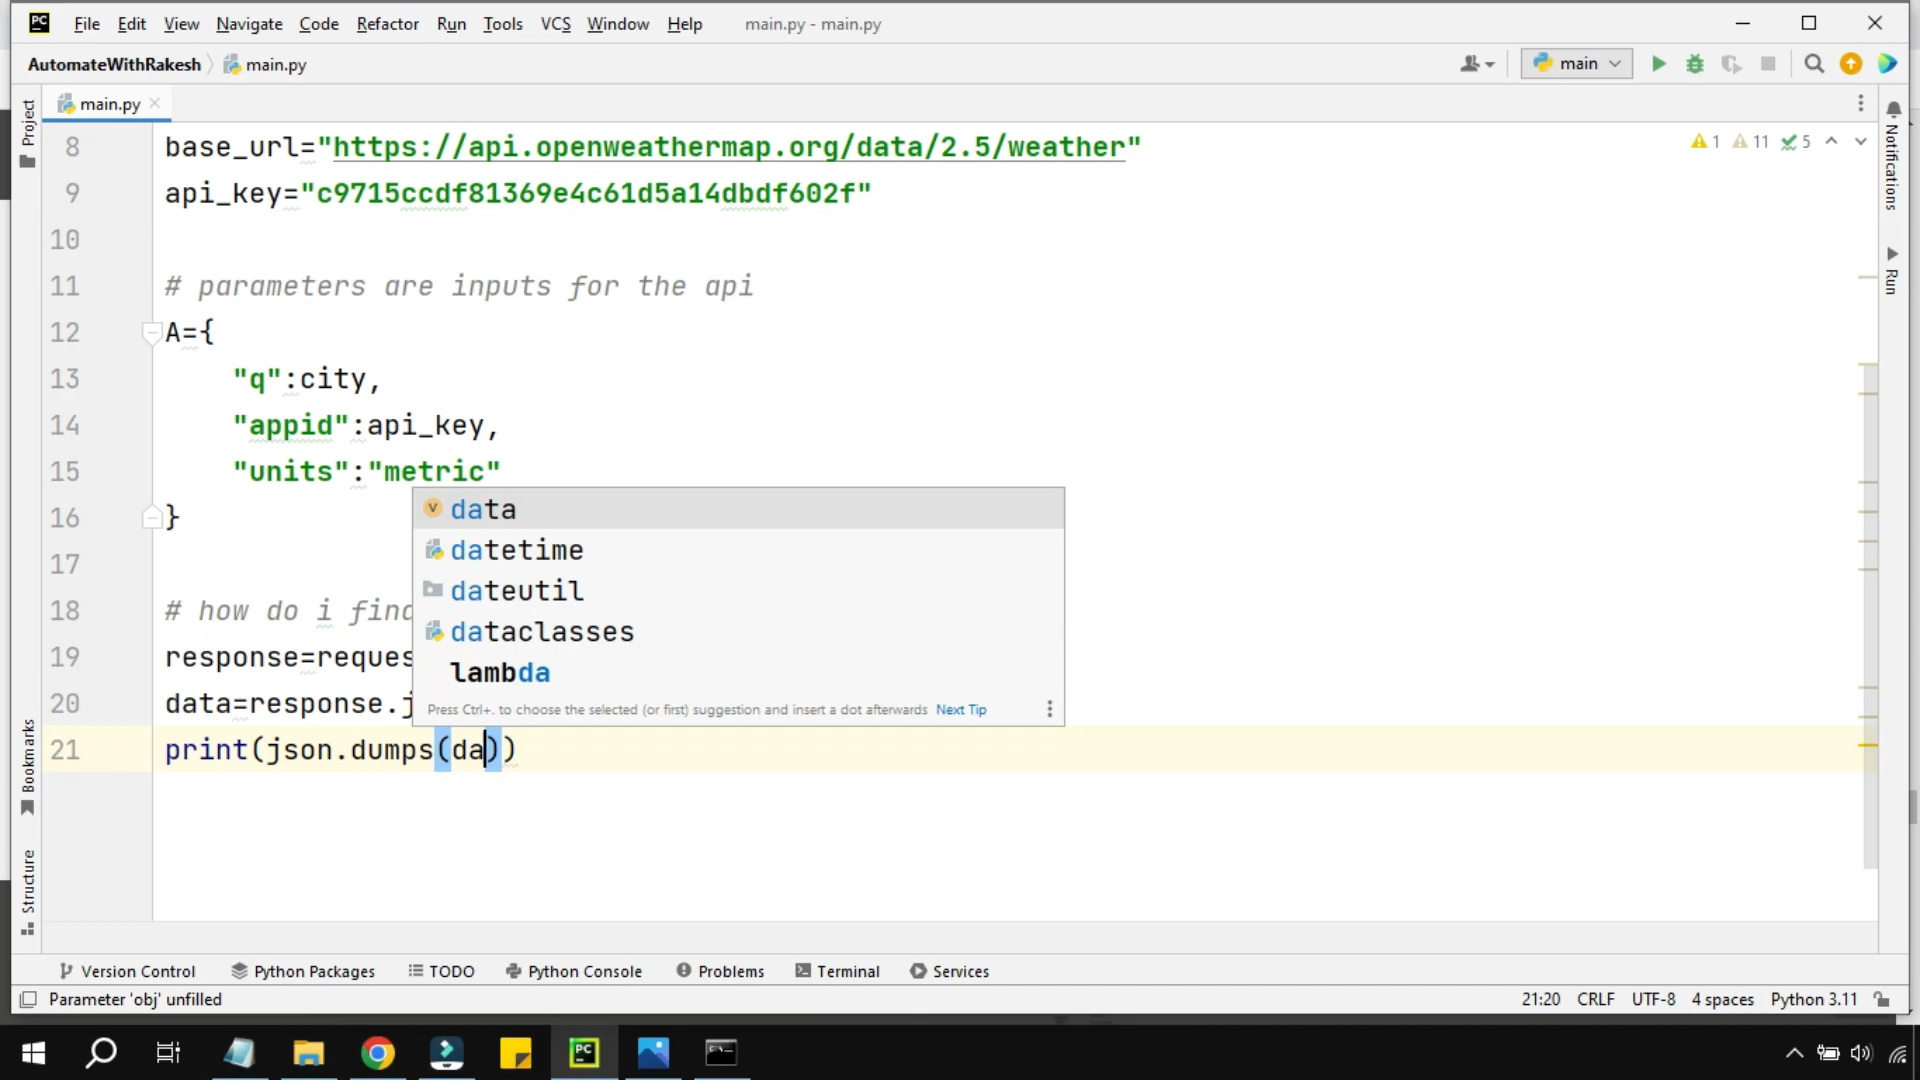 PC File Edit View Navigate Code Refactor Run Tools VCS Window Help main.py - main.py
AutomateWithRakesh main.py main
main.py
Project
Bookmarks
Structure
Notifications
Run
1 11 5
8 base_url="https://api.openweathermap.org/data/2.5/weather"
9 api_key="c9715ccdf81369e4c61d5a14dbdf602f"
10
11 # parameters are inputs for the api
12 A={
13 "q":city,
14 "appid":api_key,
15 "units":"metric"
16 }
17
18 # how do i find
19 response=reques
20 data=response.j
21 print(json.dumps(da))
v data
datetime
dateutil
dataclasses
lambda
Press Ctrl+. to choose the selected (or first) suggestion and insert a dot afterwards Next Tip
Version Control Python Packages TODO Python Console Problems Terminal Services
Parameter 'obj' unfilled 21:20 CRLF UTF-8 4 spaces Python 3.11
PC